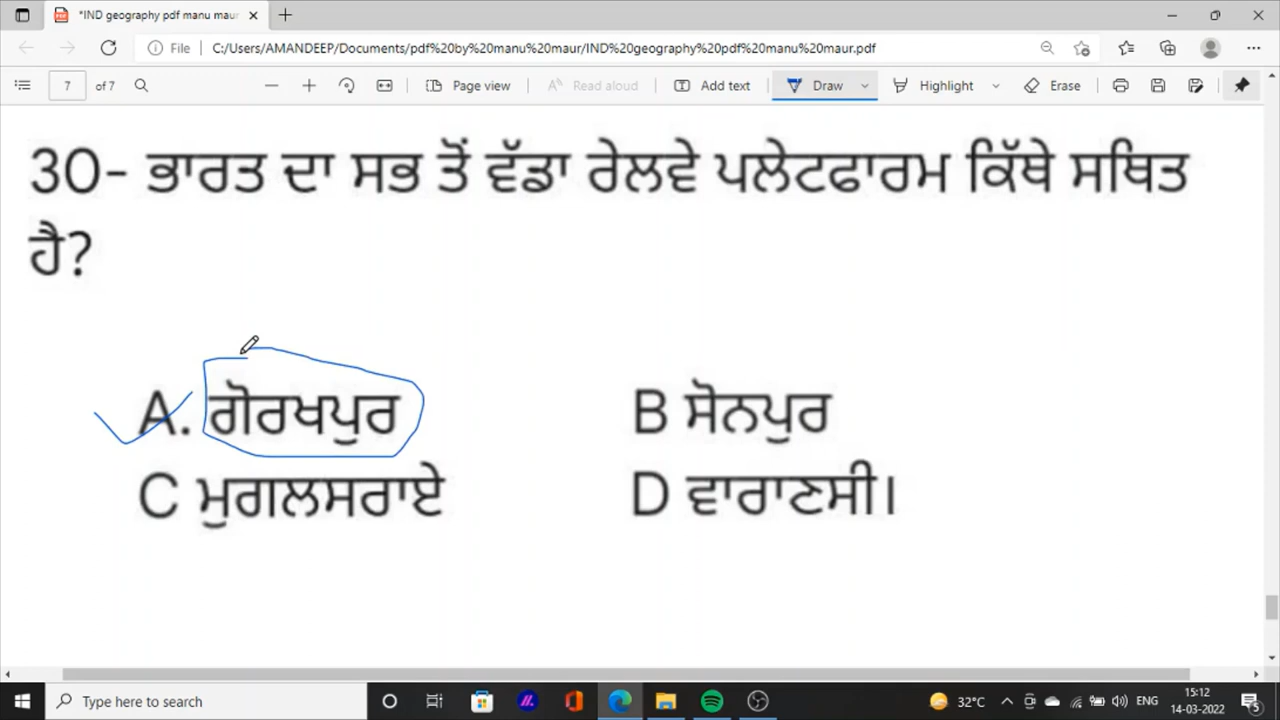 *IND geography pdf manu maur
File C:/Users/AMANDEEP/Documents/pdf%20by%20manu%20maur/IND%20geography%20pdf%20manu%20maur.pdf
7 of 7 Page view Read aloud Add text Draw Highlight Erase
30- ਭਾਰਤ ਦਾ ਸਭ ਤੋਂ ਵੱਡਾ ਰੇਲਵੇ ਪਲੇਟਫਾਰਮ ਕਿੱਥੇ ਸਥਿਤ
ਹੈ?
A. ਗੋਰਖਪੁਰ B ਸੋਨਪੁਰ
C ਮੁਗਲਸਰਾਏ D ਵਾਰਾਣਸੀ।
Type here to search 32°C ENG 15:12
14-03-2022 5